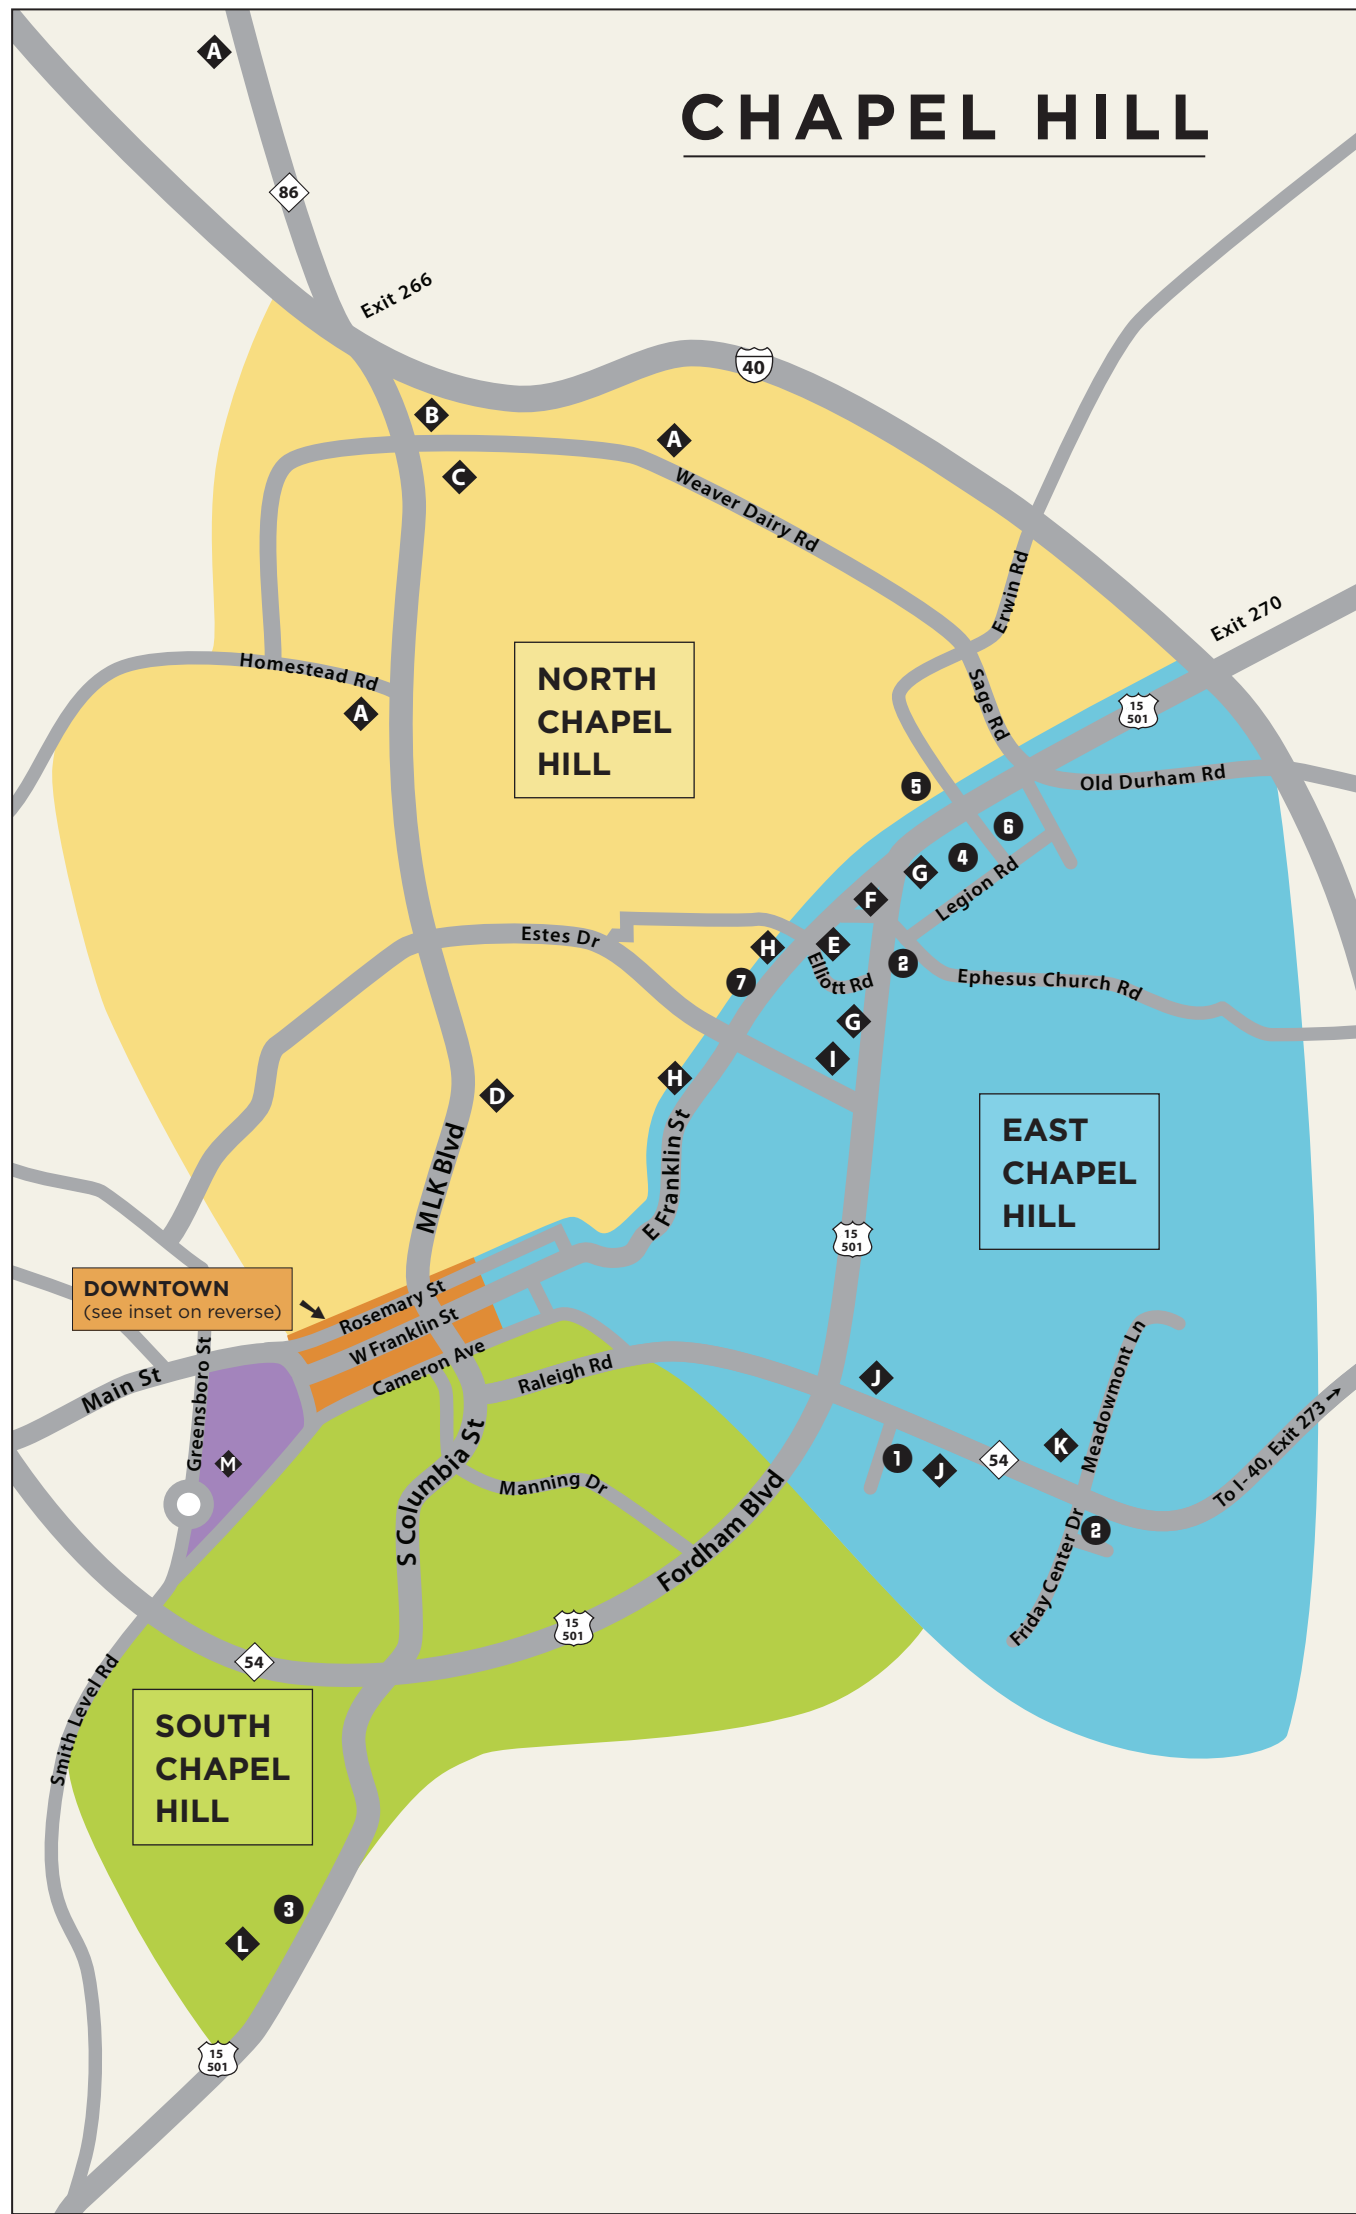 A
CHAPEL HILL
86
Exit 266
40
B
A
C
Weaver Dairy Rd
Erwin Rd
Exit 270
Homestead Rd
NORTH
CHAPEL
HILL
Sage Rd
A
15
501
Old Durham Rd
5
6
4
G
Legion Rd
F
Estes Dr
H
E
2
7
Elliott Rd
Ephesus Church Rd
G
I
H
D
MLK Blvd
E Franklin St
EAST
CHAPEL
HILL
15
501
DOWNTOWN
(see inset on reverse)
Rosemary St
W Franklin St
Cameron Ave
Main St
Greensboro St
Raleigh Rd
J
Meadowmont Ln
To I-40, Exit 273
M
S Columbia St
Manning Dr
1
J
54
K
Fordham Blvd
2
Friday Center Dr
15
501
54
Smith Level Rd
SOUTH
CHAPEL
HILL
3
L
15
501